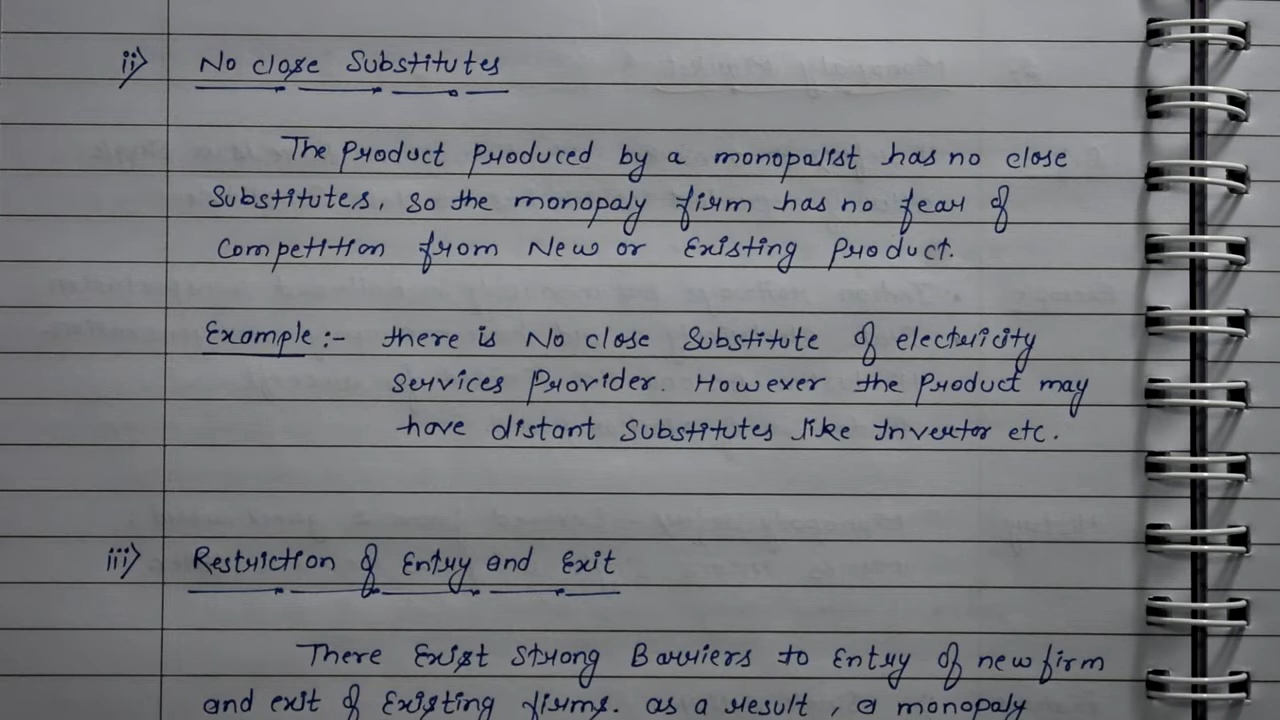 ii) No close Substitutes
The Product Produced by a monopalist has no close
Substitutes, so the monopaly firm has no fear of
Competition from New or Existing Product.
Example :- there is No close Substitute of electricity
Services Provider. However the Product may
have distant Substitutes like Invertor etc.
iii) Restriction of Entry and Exit
There Exist Strong Barriers to Entry of new firm
and exit of Existing firms. as a result, a monopaly